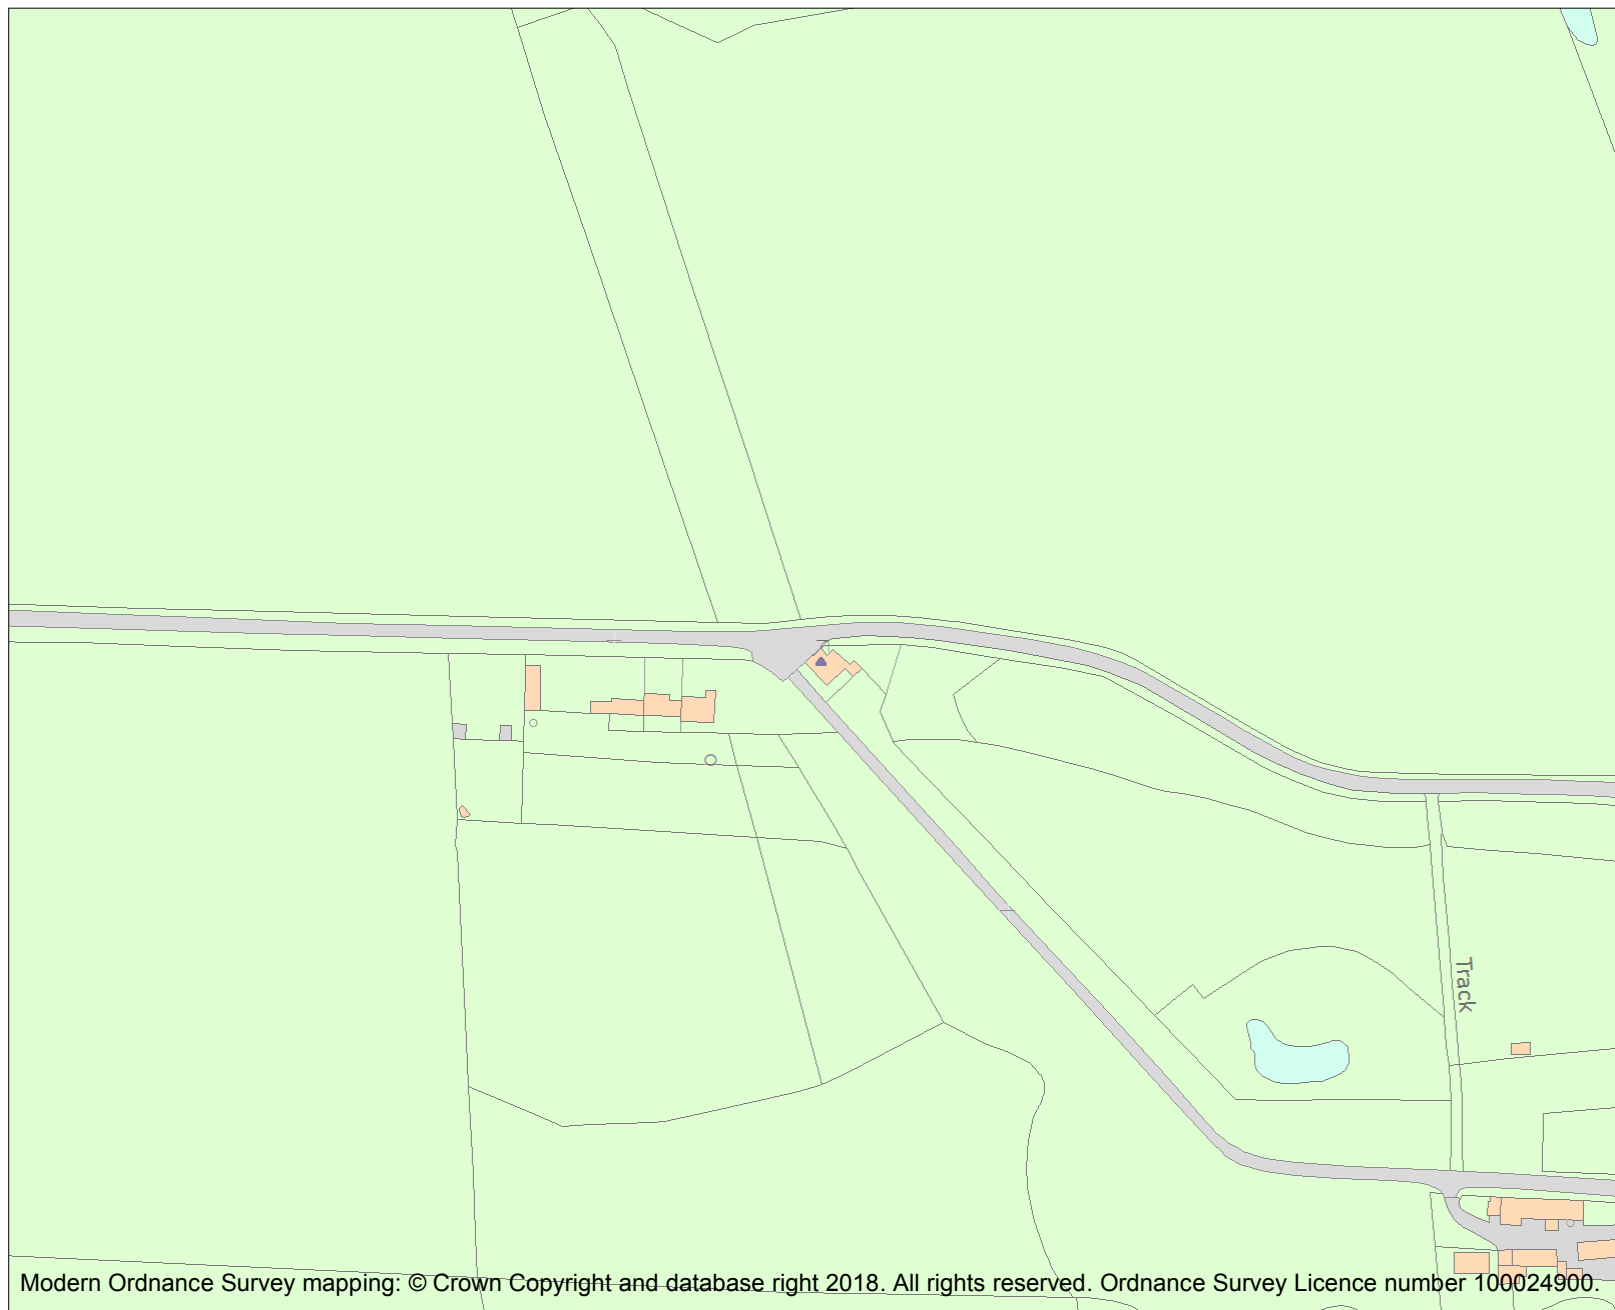 Track
Modern Ordnance Survey mapping: © Crown Copyright and database right 2018. All rights reserved. Ordnance Survey Licence number 100024900.